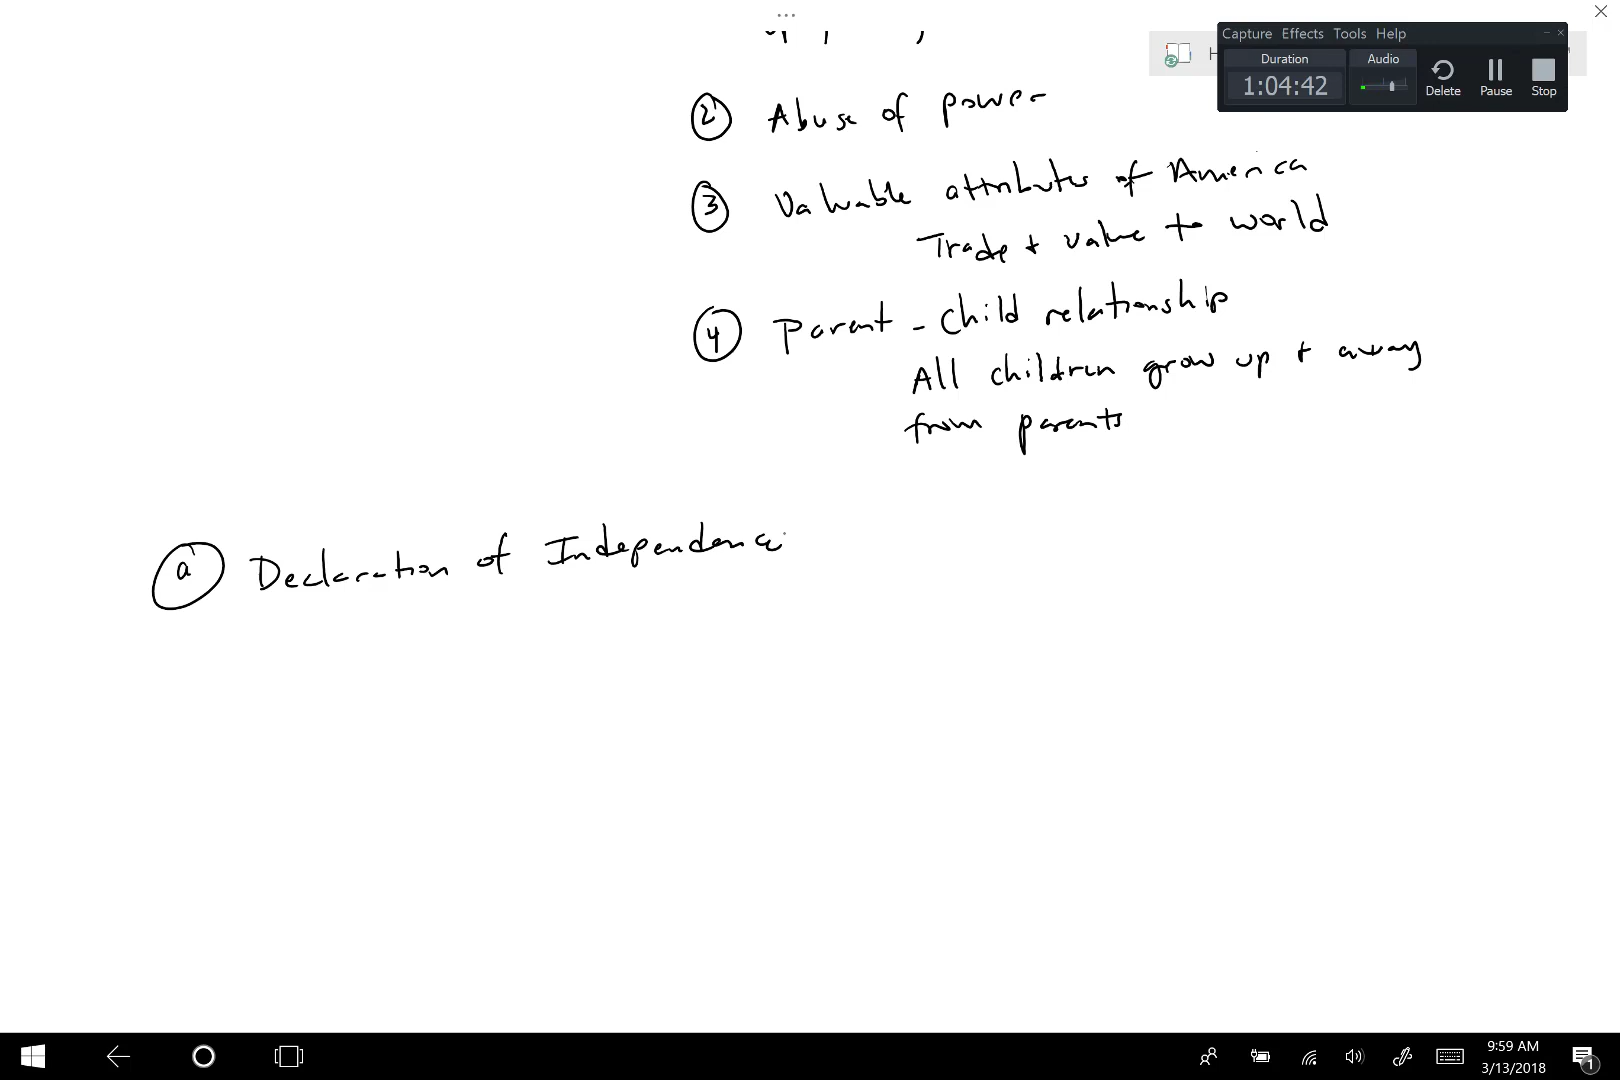 Capture Effects Tools Help
Duration
Audio
1:04:42
Delete Pause Stop
② Abuse of power
③ Valuable attributes of America
Trade + value to world
④ Parent - Child relationship
All children grow up + away
from parents
ⓐ Declaration of Independence
9:59 AM
3/13/2018
1